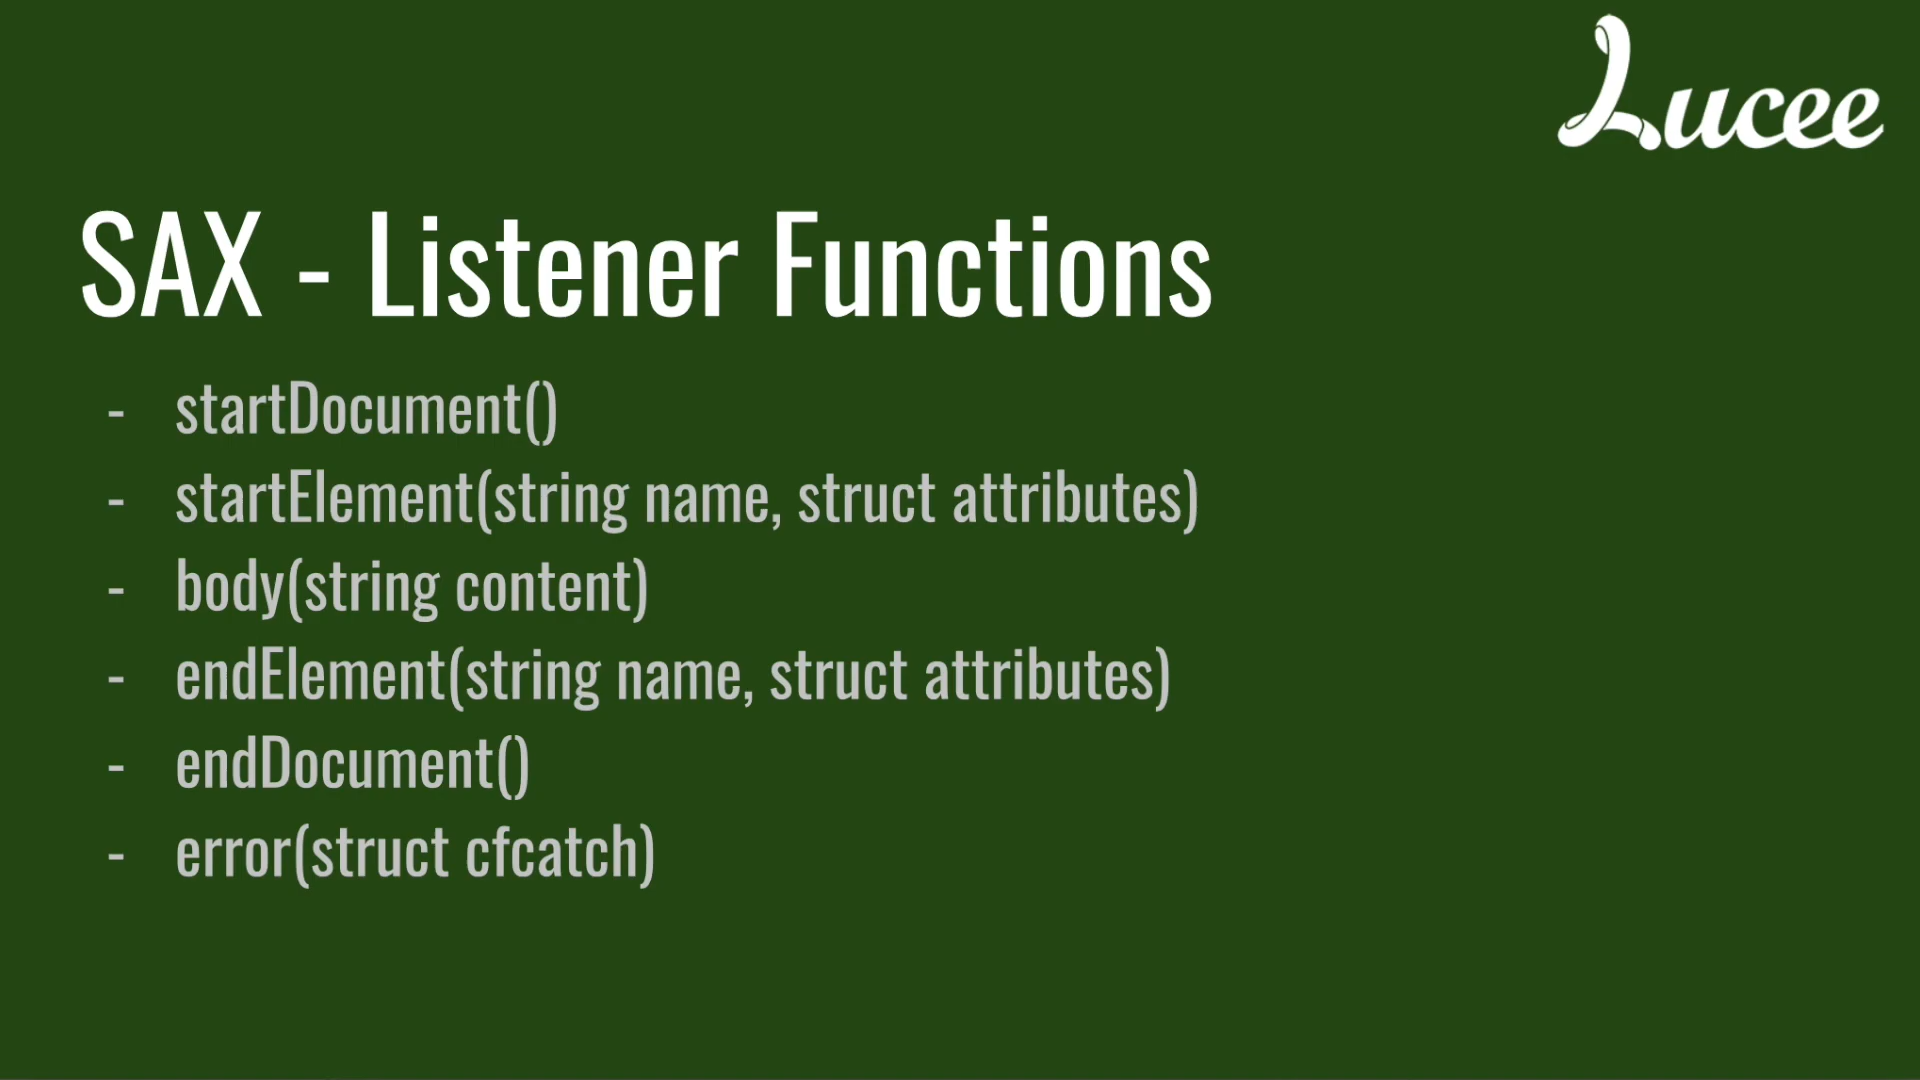 Lucee
SAX - Listener Functions
- startDocument()
- startElement(string name, struct attributes)
- body(string content)
- endElement(string name, struct attributes)
- endDocument()
- error(struct cfcatch)